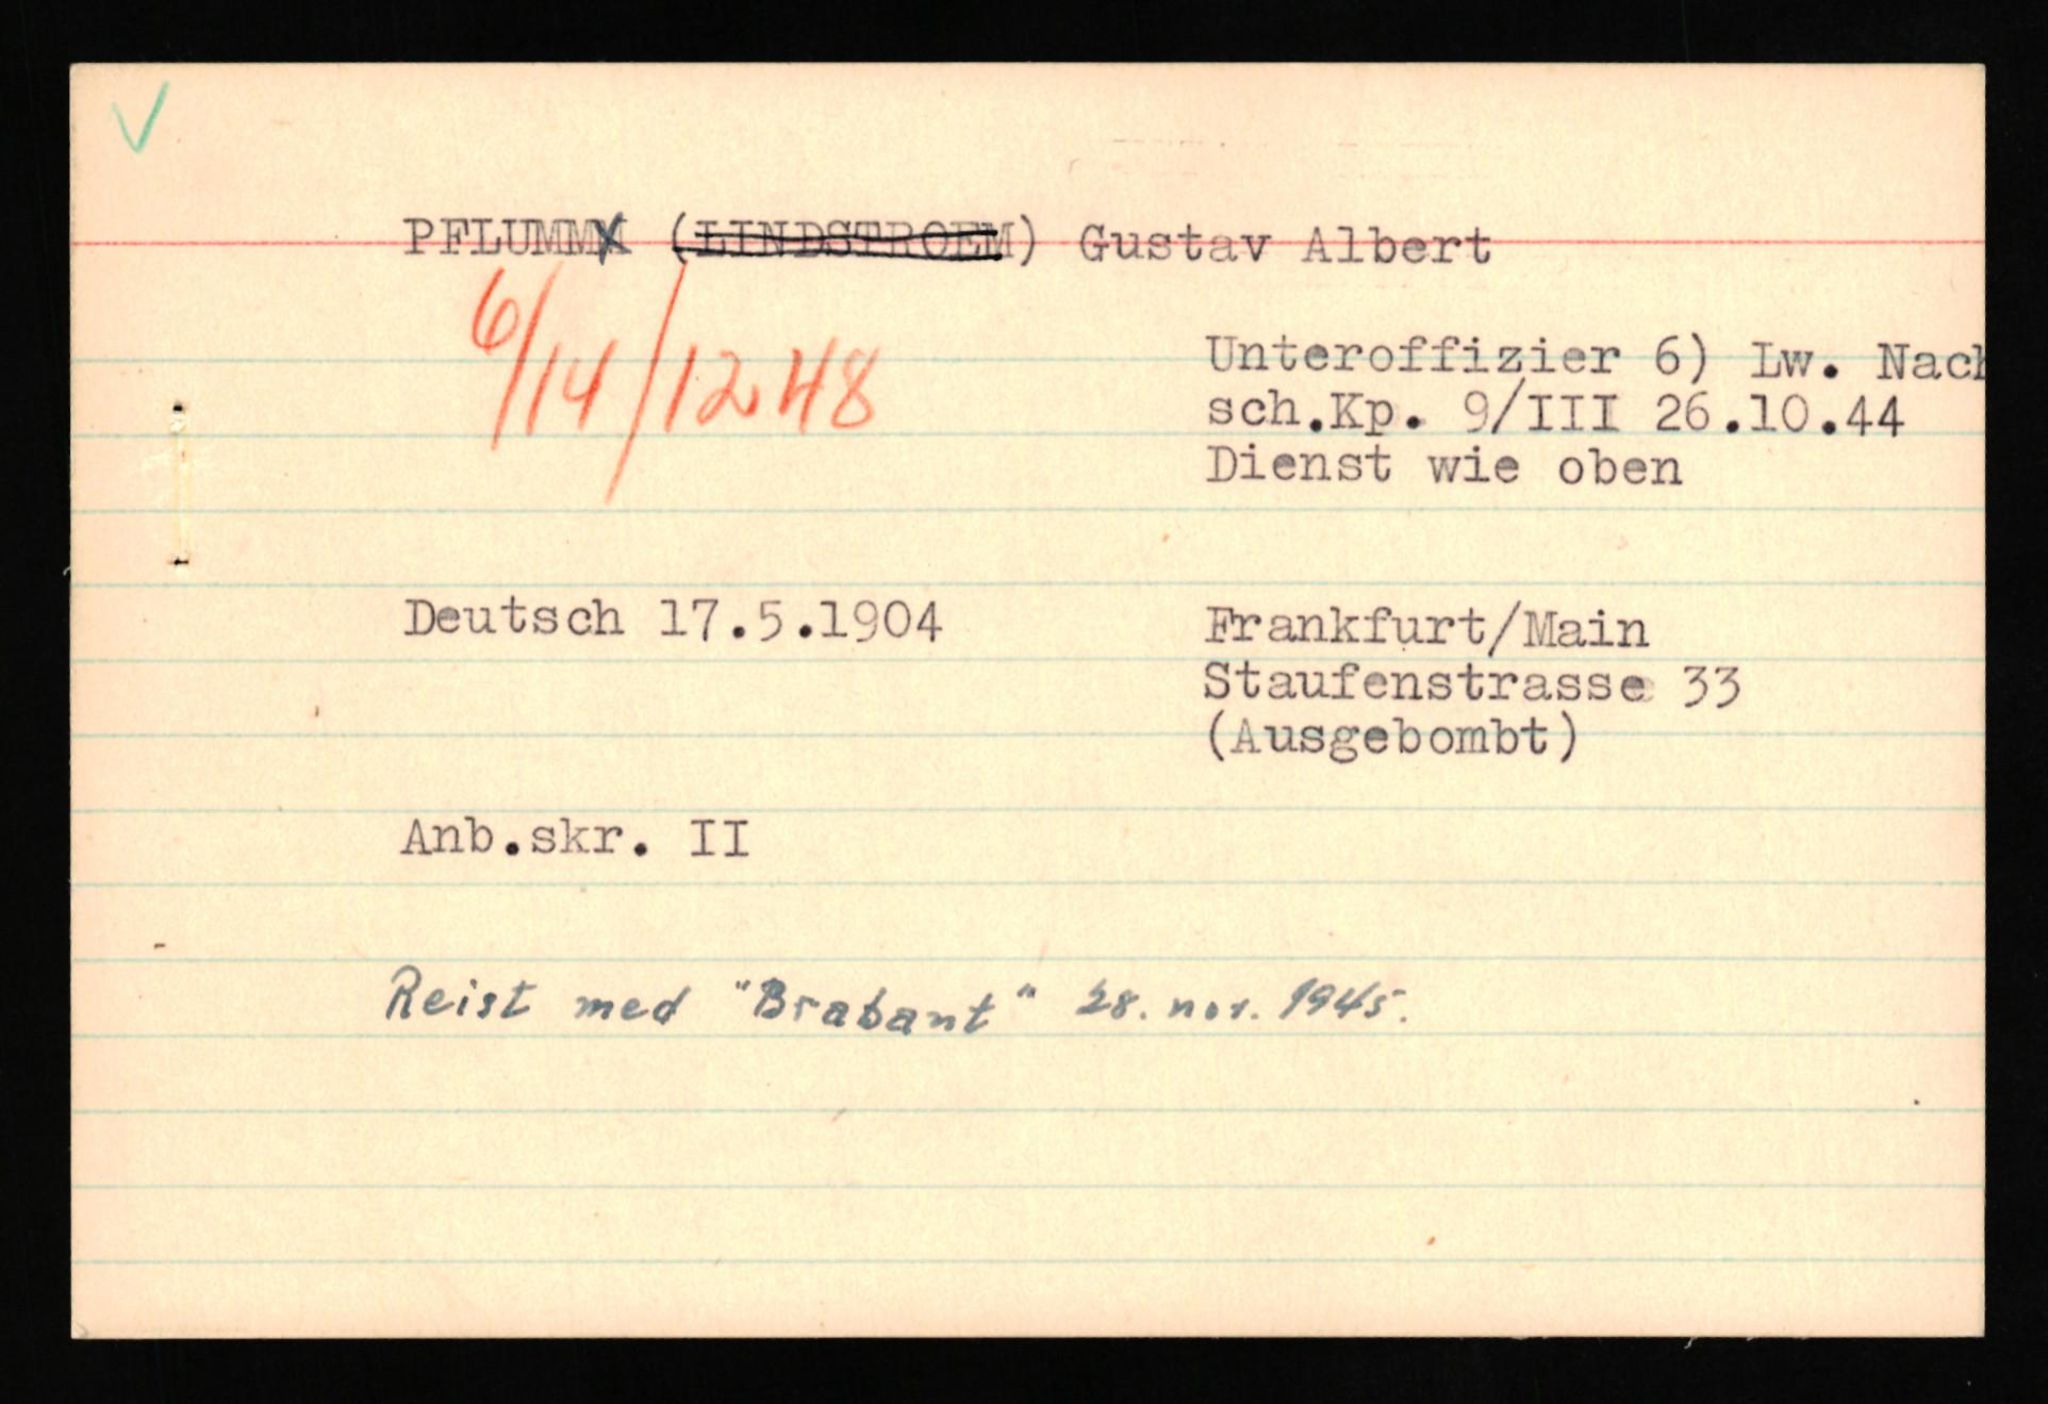 PFLUMM (LINDSTROEM) Gustav Albert
6/14/1248
Unteroffizier 6) Lw. Nach
sch.Kp. 9/III 26.10.44
Dienst wie oben
Deutsch 17.5.1904
Frankfurt/Main
Staufenstrasse 33
(Ausgebombt)
Anb.skr. II
Reist med "Brabant" 28. nov. 1945.